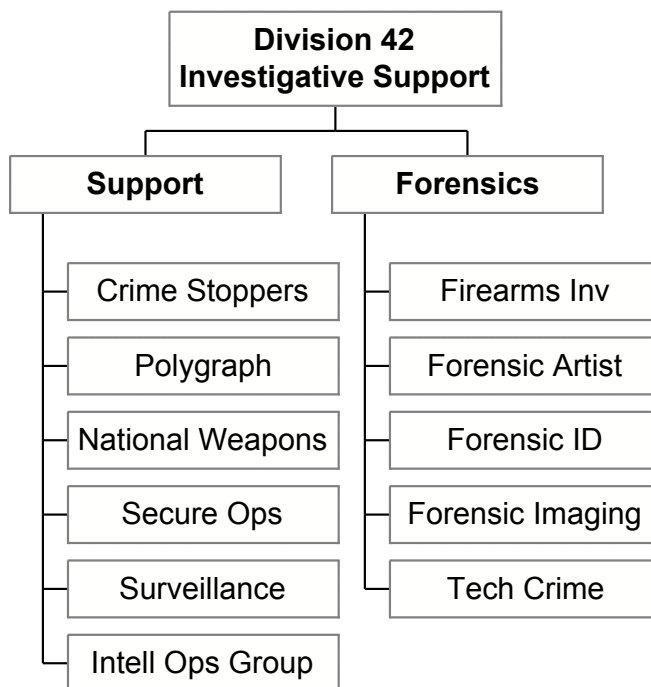 Division 42
Investigative Support
Support
Forensics
Crime Stoppers
Polygraph
National Weapons
Secure Ops
Surveillance
Intell Ops Group
Firearms Inv
Forensic Artist
Forensic ID
Forensic Imaging
Tech Crime